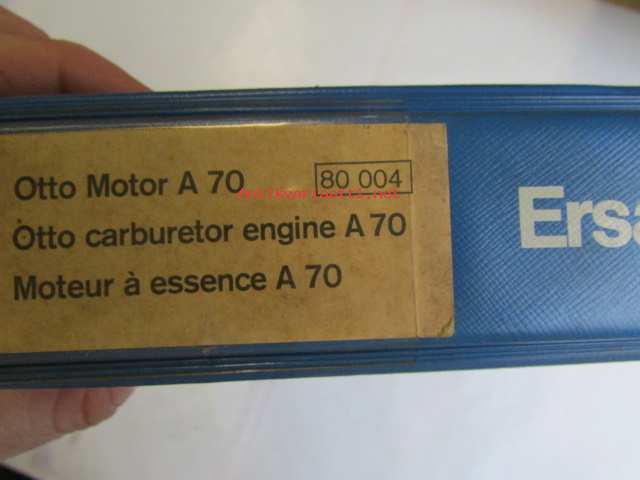 Otto Motor A 70 80 004
Otto carburetor engine A 70
Moteur à essence A 70
Ersa